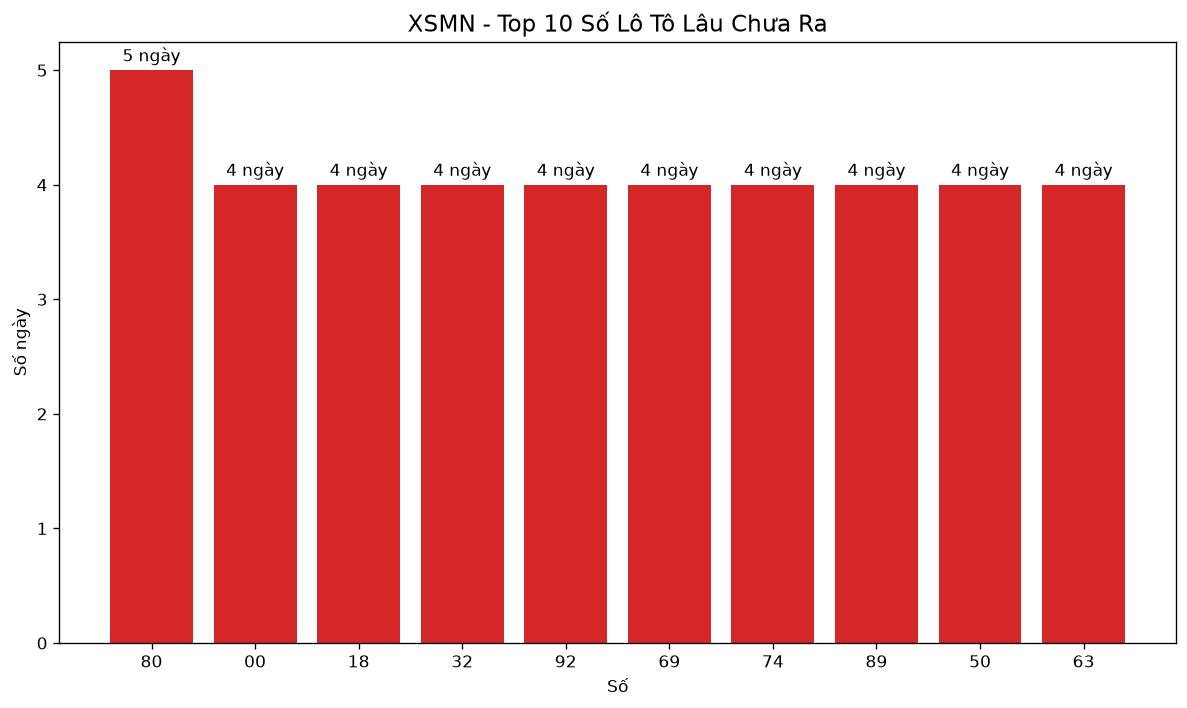 XSMN - Top 10 Số Lô Tô Lâu Chưa Ra
5 ngày
4 ngày 4 ngày 4 ngày 4 ngày 4 ngày 4 ngày 4 ngày 4 ngày 4 ngày
Số ngày
5
4
3
2
1
0
80 00 18 32 92 69 74 89 50 63
Số